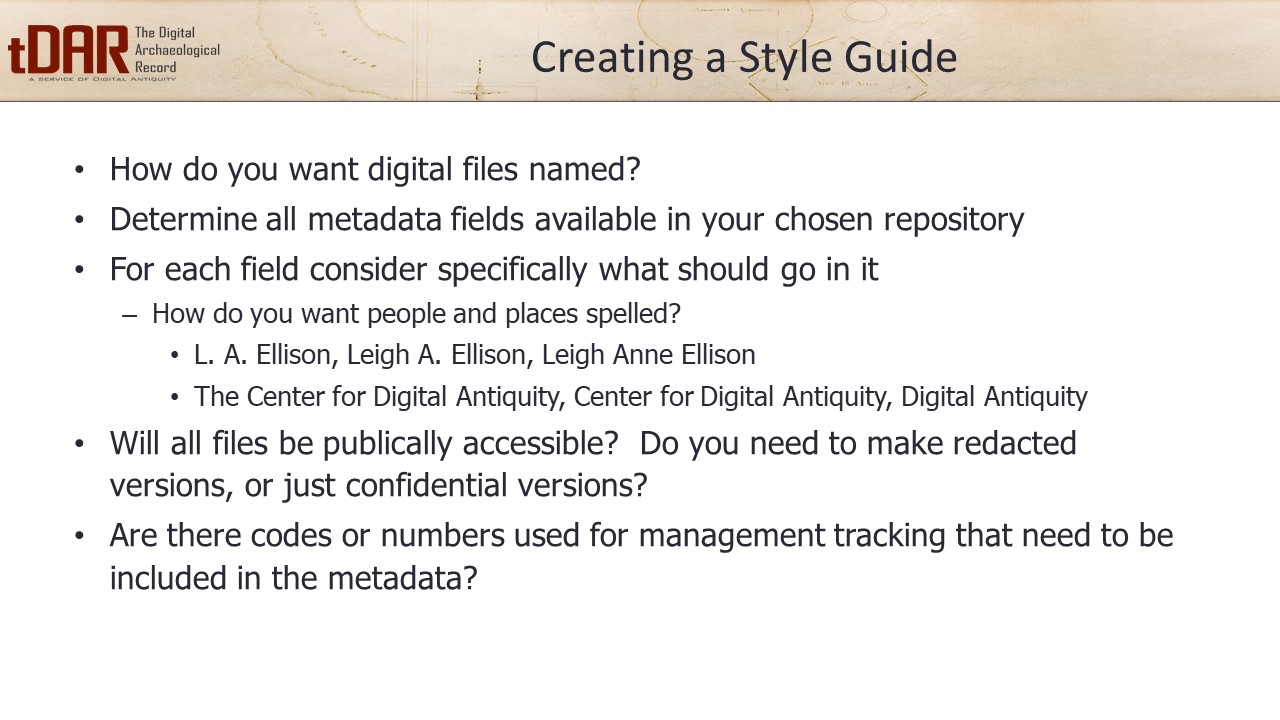 tDAR
The Digital
Archaeological
Record
A SERVICE OF DIGITAL ANTIQUITY
Creating a Style Guide
• How do you want digital files named?
• Determine all metadata fields available in your chosen repository
• For each field consider specifically what should go in it
– How do you want people and places spelled?
• L. A. Ellison, Leigh A. Ellison, Leigh Anne Ellison
• The Center for Digital Antiquity, Center for Digital Antiquity, Digital Antiquity
• Will all files be publically accessible?  Do you need to make redacted
versions, or just confidential versions?
• Are there codes or numbers used for management tracking that need to be
included in the metadata?